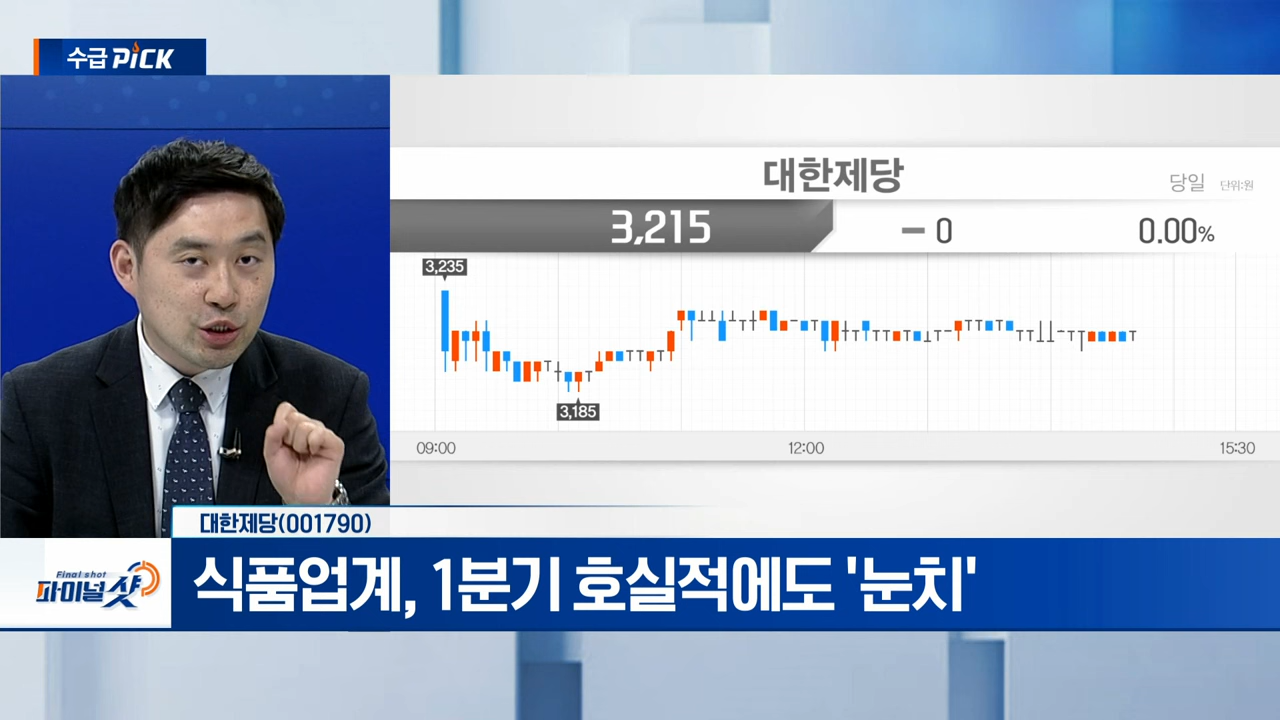 수급 PiCK
대한제당
당일 단위:원
3,215 - 0 0.00%
3,235
3,185
09:00 12:00 15:30
대한제당(001790)
Final shot
파이널샷
식품업계, 1분기 호실적에도 '눈치'